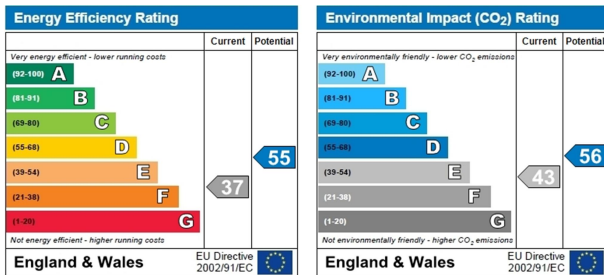 Energy Efficiency Rating
Current Potential
Very energy efficient - lower running costs
(92-100) A
(81-91) B
(69-80) C
(55-68) D
(39-54) E
(21-38) F
(1-20) G
37
55
Not energy efficient - higher running costs
England & Wales
EU Directive
2002/91/EC
Environmental Impact (CO2) Rating
Current Potential
Very environmentally friendly - lower CO2 emissions
(92-100) A
(81-91) B
(69-80) C
(55-68) D
(39-54) E
(21-38) F
(1-20) G
43
56
Not environmentally friendly - higher CO2 emissions
England & Wales
EU Directive
2002/91/EC